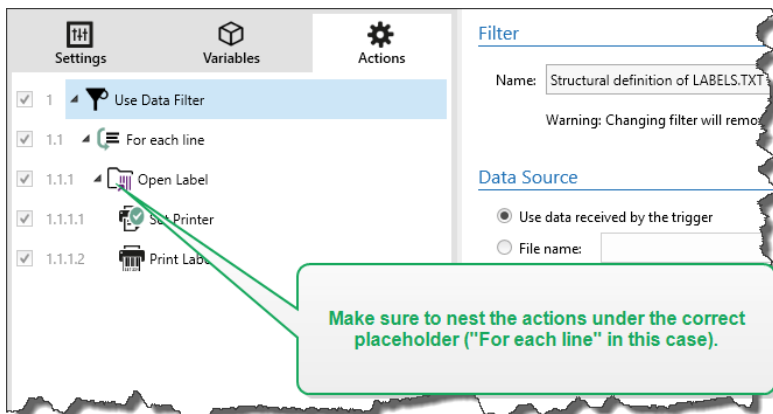 Settings
Variables
Actions
1 Use Data Filter
1.1 For each line
1.1.1 Open Label
1.1.1.1 Set Printer
1.1.1.2 Print Labe
Filter
Name: Structural definition of LABELS.TXT
Warning: Changing filter will remo
Data Source
Use data received by the trigger
File name:
Make sure to nest the actions under the correct
placeholder ("For each line" in this case).